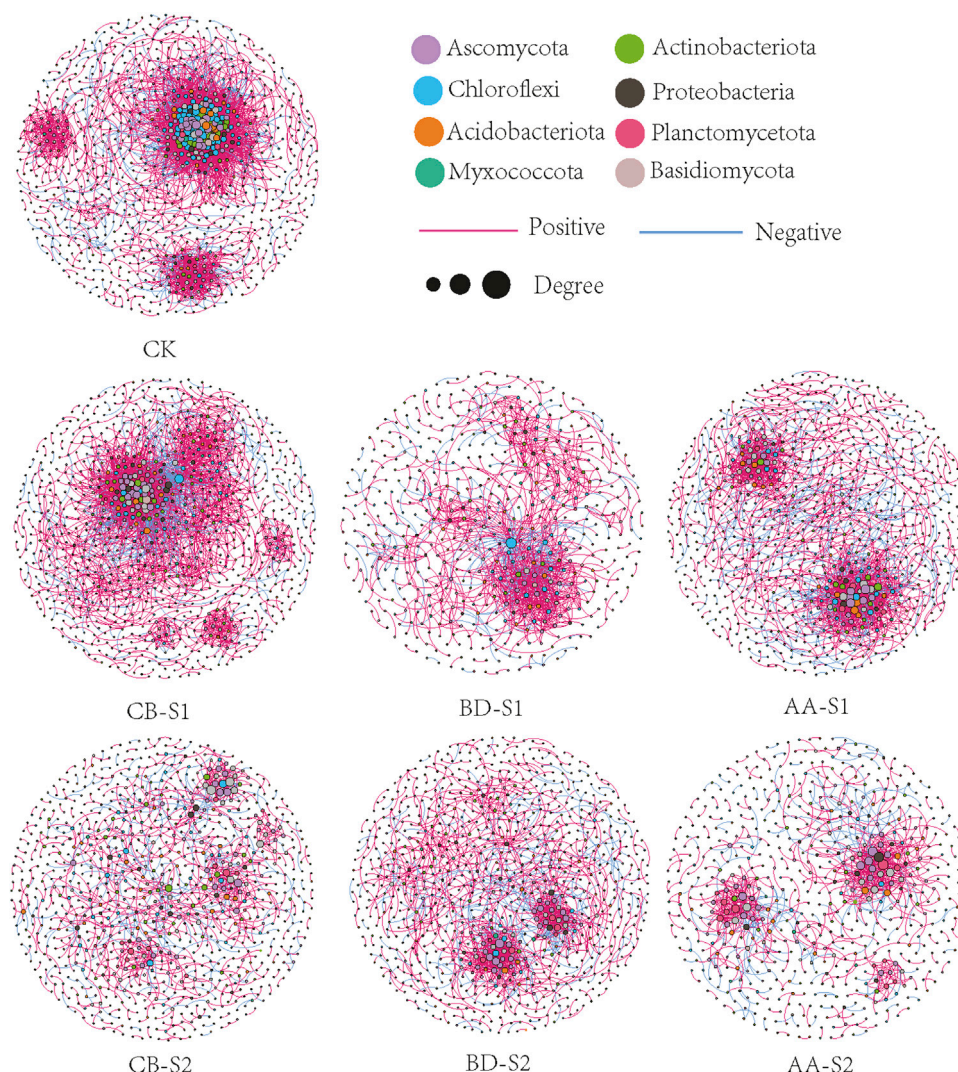 Ascomycota Actinobacteriota
Chloroflexi Proteobacteria
Acidobacteriota Planctomycetota
Myxococcota Basidiomycota
Positive Negative
Degree
CK
CB-S1 BD-S1 AA-S1
CB-S2 BD-S2 AA-S2